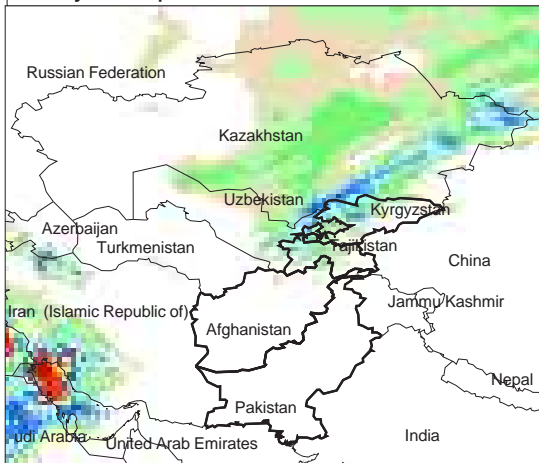 Russian Federation
Kazakhstan
Uzbekistan
Kyrgyzstan
Azerbaijan
Turkmenistan
Tajikistan
China
Iran (Islamic Republic of)
Jammu/Kashmir
Afghanistan
Nepal
Pakistan
udi Arabia
United Arab Emirates
India